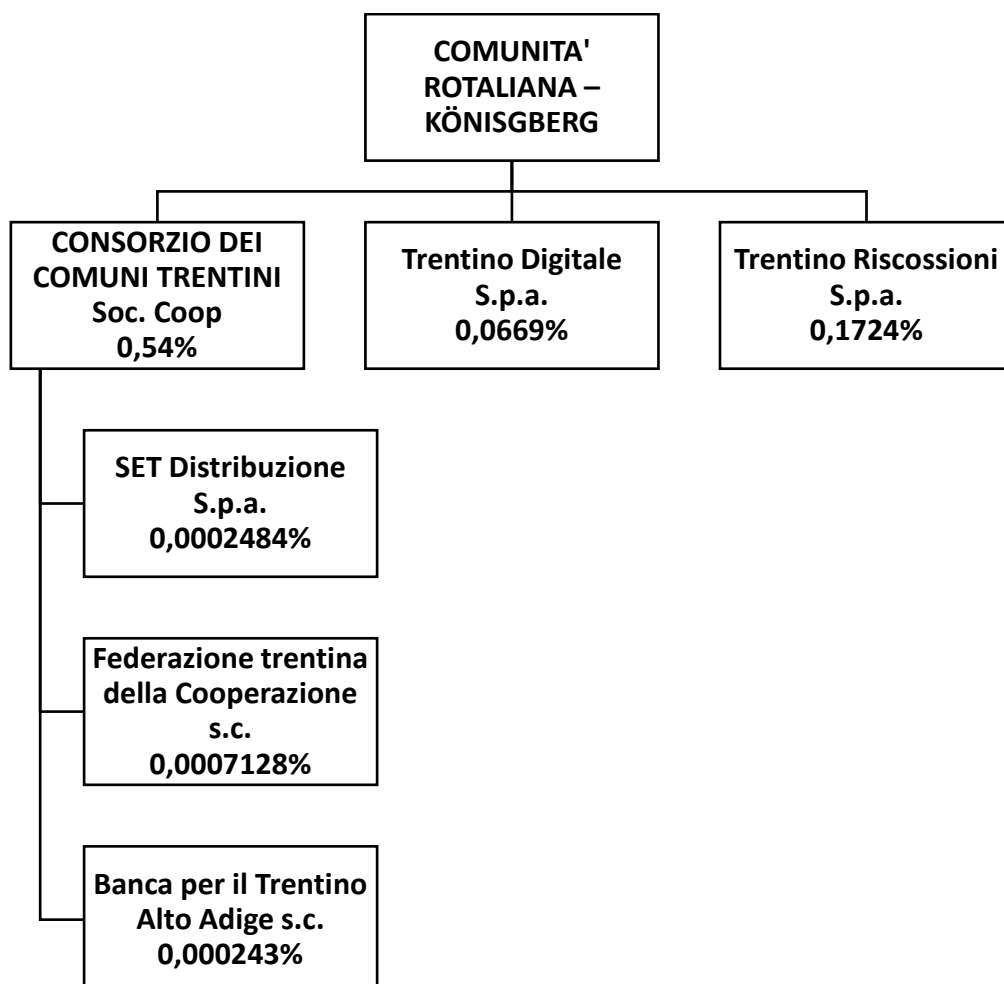 COMUNITA'
ROTALIANA –
KÖNISGBERG
CONSORZIO DEI
COMUNI TRENTINI
Soc. Coop
0,54%
Trentino Digitale
S.p.a.
0,0669%
Trentino Riscossioni
S.p.a.
0,1724%
SET Distribuzione
S.p.a.
0,0002484%
Federazione trentina
della Cooperazione
s.c.
0,0007128%
Banca per il Trentino
Alto Adige s.c.
0,000243%